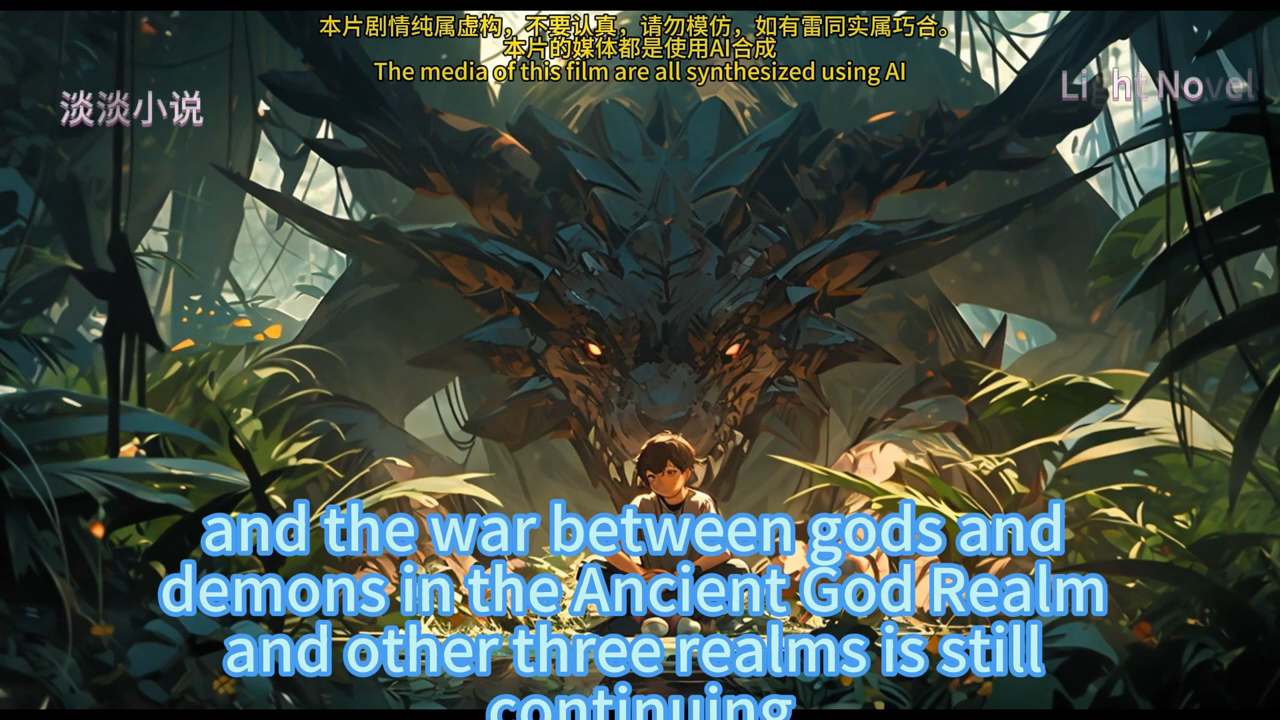 本片剧情纯属虚构，不要认真，请勿模仿，如有雷同实属巧合。
本片的媒体都是使用AI合成
The media of this film are all synthesized using AI
淡淡小说
Light Novel
and the war between gods and
demons in the Ancient God Realm
and other three realms is still
continuing